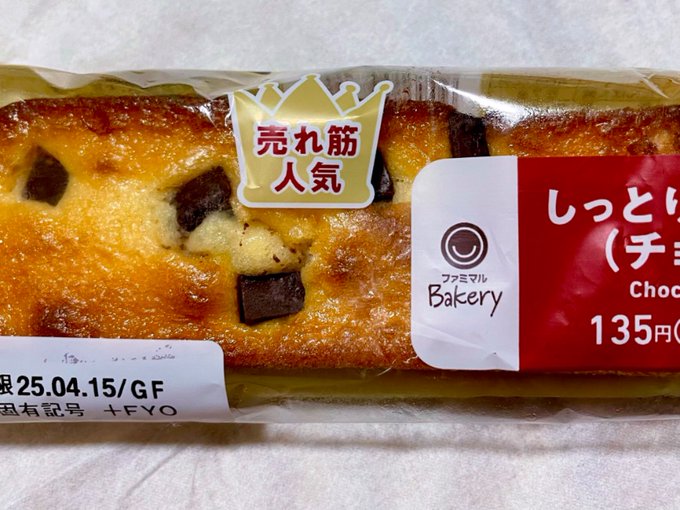 売れ筋
人気
しっとり
(チョ
Choc
135円(
ファミマル
Bakery
限25.04.15/GF
固有記号 +FYO